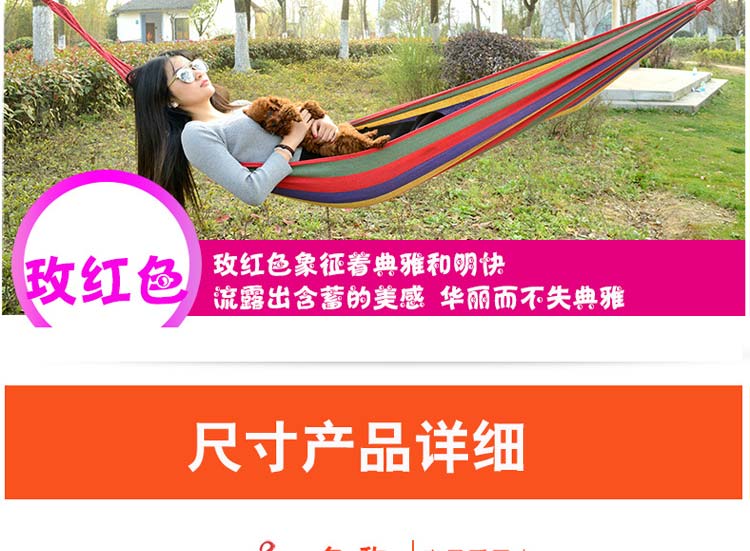 玫红色
玫红色象征着典雅和明快
流露出含蓄的美感 华丽而不失典雅
尺寸产品详细